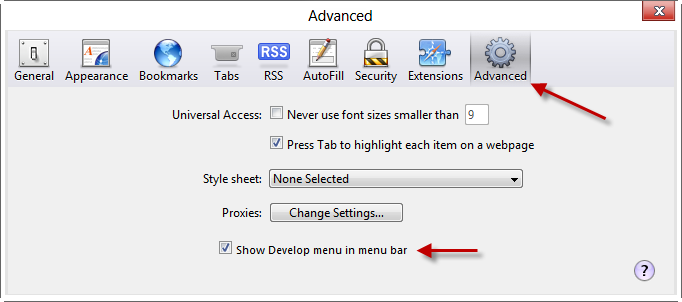 Advanced
RSS
General Appearance Bookmarks Tabs RSS AutoFill Security Extensions Advanced
Universal Access: Never use font sizes smaller than 9
Press Tab to highlight each item on a webpage
Style sheet: None Selected
Proxies: Change Settings...
Show Develop menu in menu bar
?